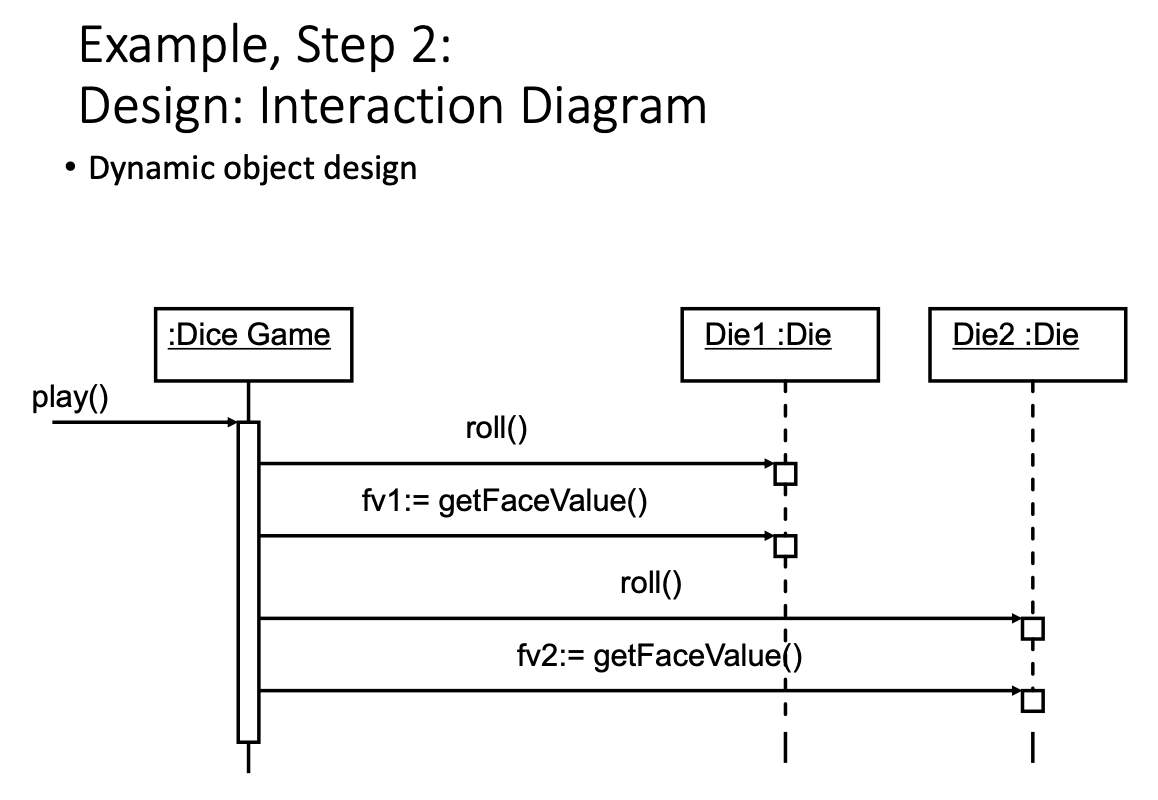 Example, Step 2:
Design: Interaction Diagram
• Dynamic object design
:Dice Game
Die1 :Die
Die2 :Die
play()
roll()
fv1:= getFaceValue()
roll()
fv2:= getFaceValue()